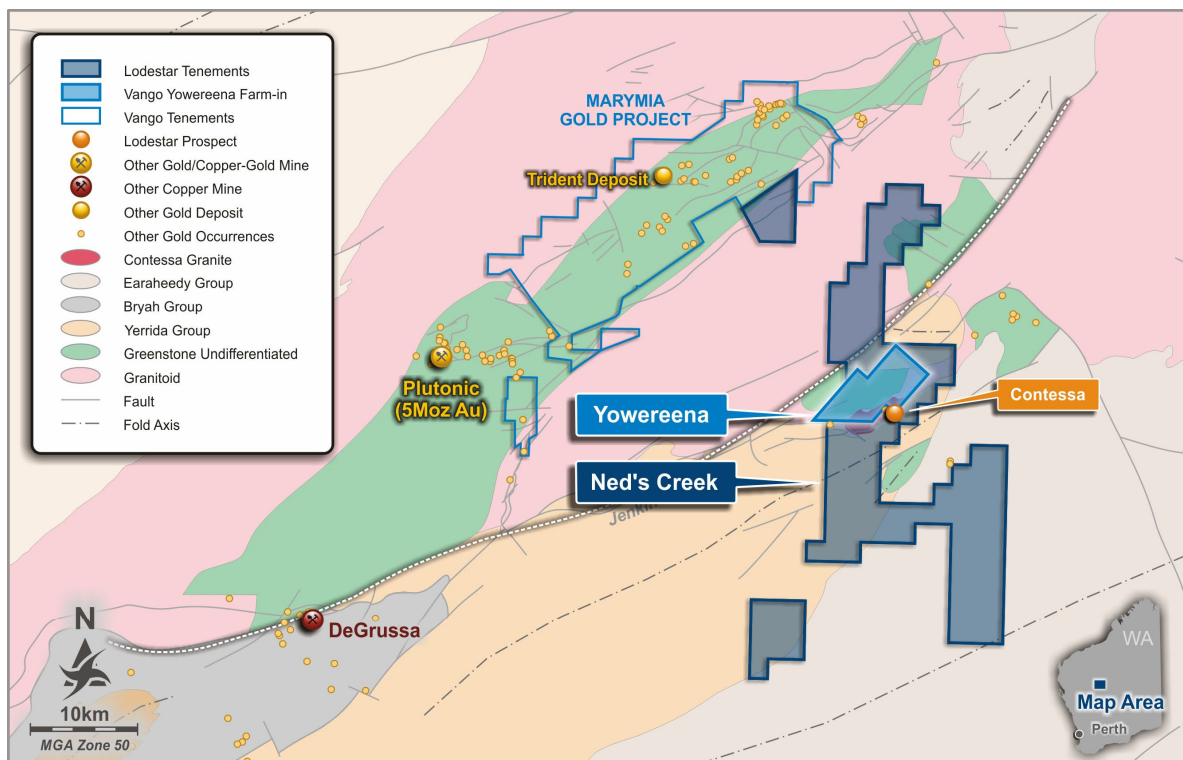 Lodestar Tenements
Vango Yowereena Farm-in
Vango Tenements
Lodestar Prospect
Other Gold/Copper-Gold Mine
Other Copper Mine
Other Gold Deposit
Other Gold Occurrences
Contessa Granite
Earaheedy Group
Bryah Group
Yerrida Group
Greenstone Undifferentiated
Granitoid
Fault
Fold Axis
MARYMIA
GOLD PROJECT
Trident Deposit
Plutonic
(5Moz Au)
Yowereena
Contessa
Ned's Creek
DeGrussa
N
10km
MGA Zone 50
WA
Map Area
Perth